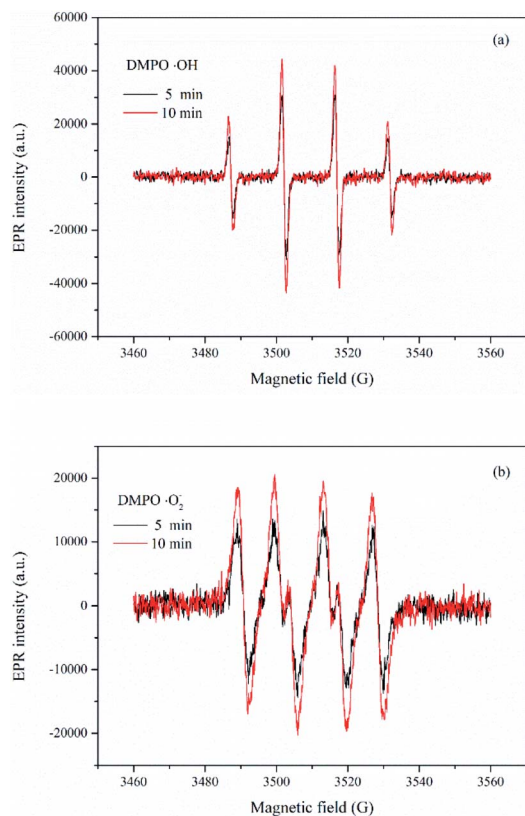 (a)
DMPO ·OH
5 min
10 min
60000
40000
20000
0
-20000
-40000
-60000
EPR intensity (a.u.)
3460 3480 3500 3520 3540 3560
Magnetic field (G)
(b)
DMPO ·O₂⁻
5 min
10 min
20000
10000
0
-10000
-20000
EPR intensity (a.u.)
3460 3480 3500 3520 3540 3560
Magnetic field (G)